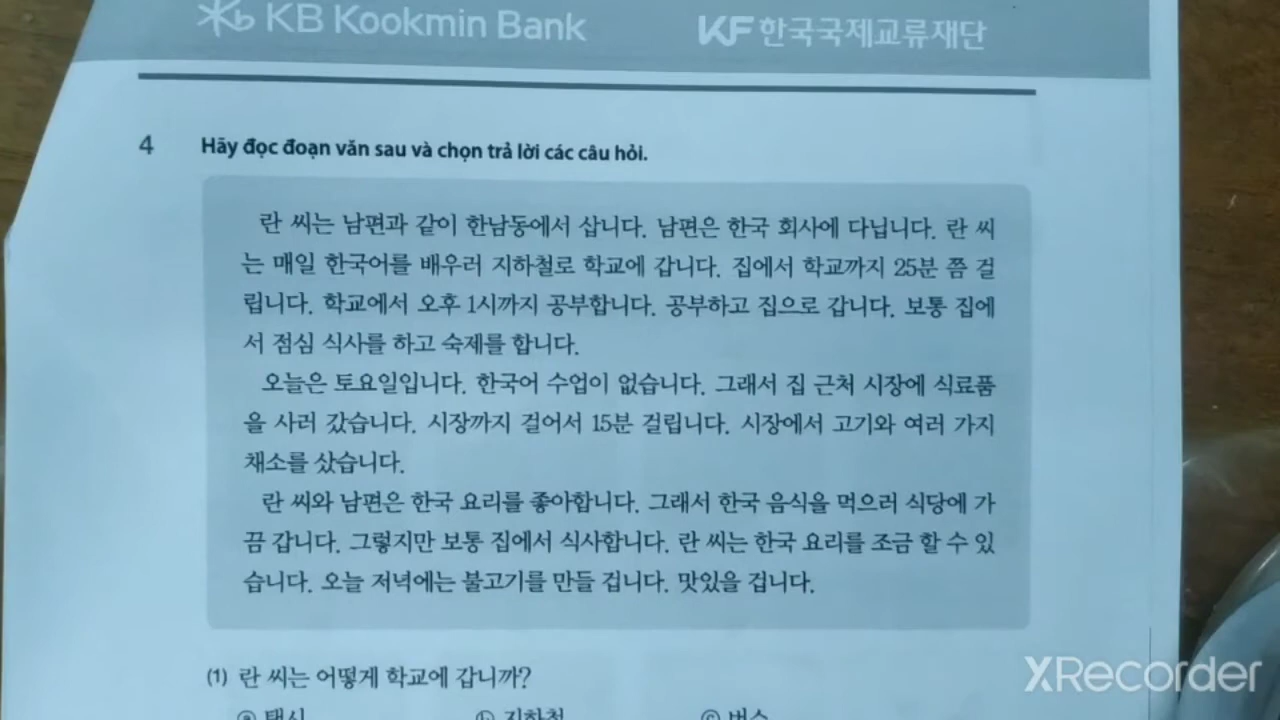 KB Kookmin Bank KF 한국국제교류재단
4 Hãy đọc đoạn văn sau và chọn trả lời các câu hỏi.
란 씨는 남편과 같이 한남동에서 삽니다. 남편은 한국 회사에 다닙니다. 란 씨
는 매일 한국어를 배우러 지하철로 학교에 갑니다. 집에서 학교까지 25분 쯤 걸
립니다. 학교에서 오후 1시까지 공부합니다. 공부하고 집으로 갑니다. 보통 집에
서 점심 식사를 하고 숙제를 합니다.
오늘은 토요일입니다. 한국어 수업이 없습니다. 그래서 집 근처 시장에 식료품
을 사러 갔습니다. 시장까지 걸어서 15분 걸립니다. 시장에서 고기와 여러 가지
채소를 샀습니다.
란 씨와 남편은 한국 요리를 좋아합니다. 그래서 한국 음식을 먹으러 식당에 가
끔 갑니다. 그렇지만 보통 집에서 식사합니다. 란 씨는 한국 요리를 조금 할 수 있
습니다. 오늘 저녁에는 불고기를 만들 겁니다. 맛있을 겁니다.
(1) 란 씨는 어떻게 학교에 갑니까?
ⓐ 택시 ⓑ 지하철 ⓒ 버스
XRecorder